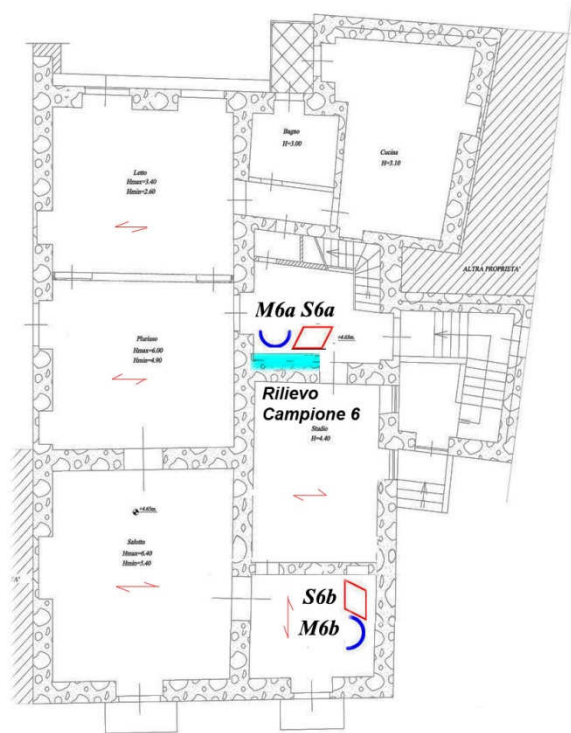 Bagno
H=3.00
Cucina
H=3.10
Letto
Hmax=3.40
Hmin=2.60
ALTRA PROPRIETA'
M6a S6a
+4.63m.
Pluriuso
Hmax=6.00
Hmin=4.90
Rilievo
Campione 6
Studio
H=4.40
+4.63m.
Salotto
Hmax=6.40
Hmin=5.40
S6b
M6b